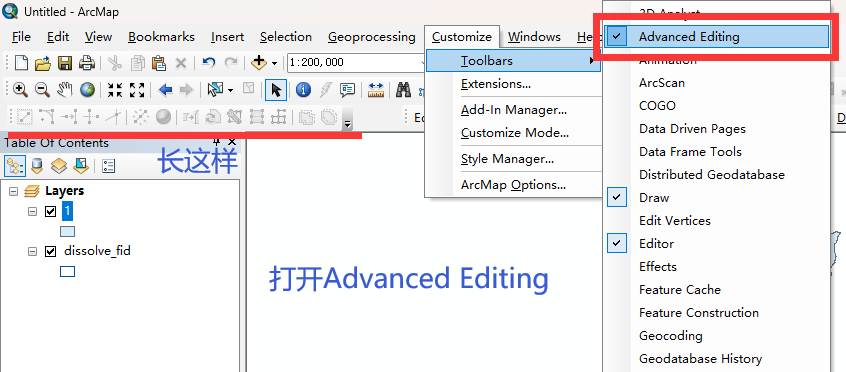 Untitled - ArcMap
File Edit View Bookmarks Insert Selection Geoprocessing Customize Windows Help
1:200,000
Table Of Contents
长这样
Layers
1
dissolve_fid
打开Advanced Editing
Toolbars
Extensions...
Add-In Manager...
Customize Mode...
Style Manager...
ArcMap Options...
3D Analyst
Advanced Editing
Animation
ArcScan
COGO
Data Driven Pages
Data Frame Tools
Distributed Geodatabase
Draw
Edit Vertices
Editor
Effects
Feature Cache
Feature Construction
Geocoding
Geodatabase History